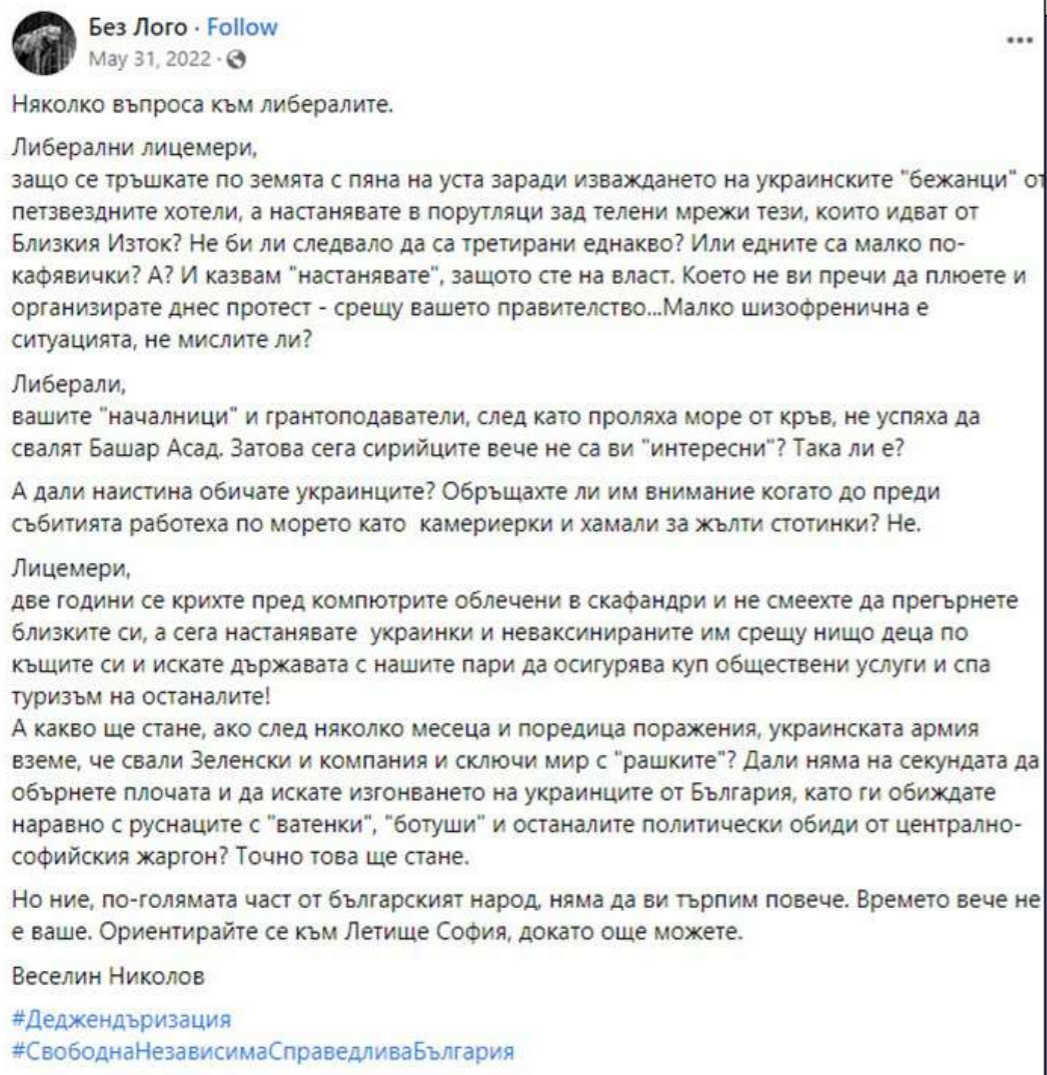 Без Лого · Follow
May 31, 2022 ·
Няколко въпроса към либералите.
Либерални лицемери,
защо се тръшкате по земята с пяна на уста заради изваждането на украинските "бежанци" от
петзвездните хотели, а настанявате в порутляци зад телени мрежи тези, които идват от
Близкия Изток? Не би ли следвало да са третирани еднакво? Или едните са малко по-
кафявички? А? И казвам "настанявате", защото сте на власт. Което не ви пречи да плюете и
организирате днес протест - срещу вашето правителство...Малко шизофренична е
ситуацията, не мислите ли?
Либерали,
вашите "началници" и грантоподаватели, след като проляха море от кръв, не успяха да
свалят Башар Асад. Затова сега сирийците вече не са ви "интересни"? Така ли е?
А дали наистина обичате украинците? Обръщахте ли им внимание когато до преди
събитията работеха по морето като  камериерки и хамали за жълти стотинки? Не.
Лицемери,
две години се крихте пред компютрите облечени в скафандри и не смеехте да прегърнете
близките си, а сега настанявате  украинки и неваксинираните им срещу нищо деца по
къщите си и искате държавата с нашите пари да осигурява куп обществени услуги и спа
туризъм на останалите!
А какво ще стане, ако след няколко месеца и поредица поражения, украинската армия
вземе, че свали Зеленски и компания и сключи мир с "рашките"? Дали няма на секундата да
обърнете плочата и да искате изгонването на украинците от България, като ги обиждате
наравно с руснаците с "ватенки", "ботуши" и останалите политически обиди от централно-
софийския жаргон? Точно това ще стане.
Но ние, по-голямата част от българският народ, няма да ви търпим повече. Времето вече не
е ваше. Ориентирайте се към Летище София, докато още можете.
Веселин Николов
#Деджендъризация
#СвободнаНезависимаСправедливаБългария